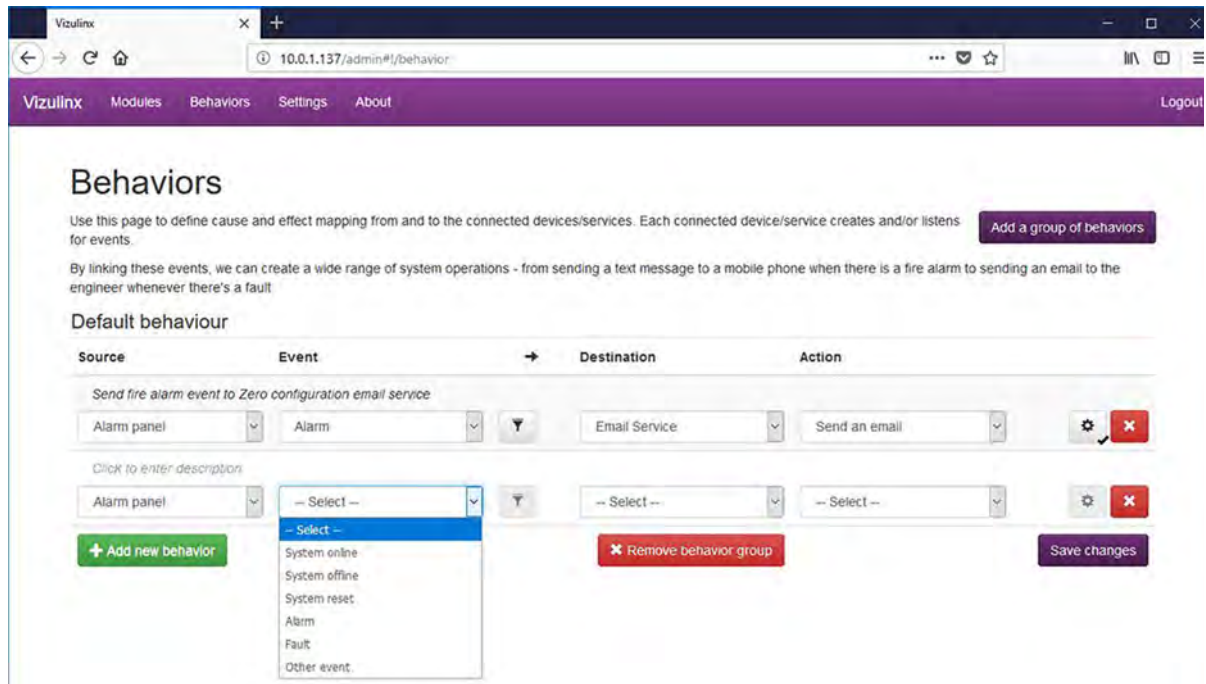 Vizulinx
10.0.1.137/admin#!/behavior
Vizulinx Modules Behaviors Settings About Logout
Behaviors
Use this page to define cause and effect mapping from and to the connected devices/services. Each connected device/service creates and/or listens
for events.
Add a group of behaviors
By linking these events, we can create a wide range of system operations - from sending a text message to a mobile phone when there is a fire alarm to sending an email to the
engineer whenever there's a fault
Default behaviour
Source Event Destination Action
Send fire alarm event to Zero configuration email service
Alarm panel Alarm Email Service Send an email
Click to enter description
Alarm panel -- Select -- -- Select -- -- Select --
-- Select --
Add new behavior Remove behavior group Save changes
System online
System offline
System reset
Alarm
Fault
Other event